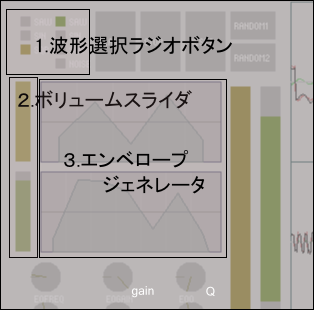 RANDOM1
1.波形選択ラジオボタン
RANDOM2
2.ボリュームスライダ
3.エンベロープ
ジェネレータ
gain
Q